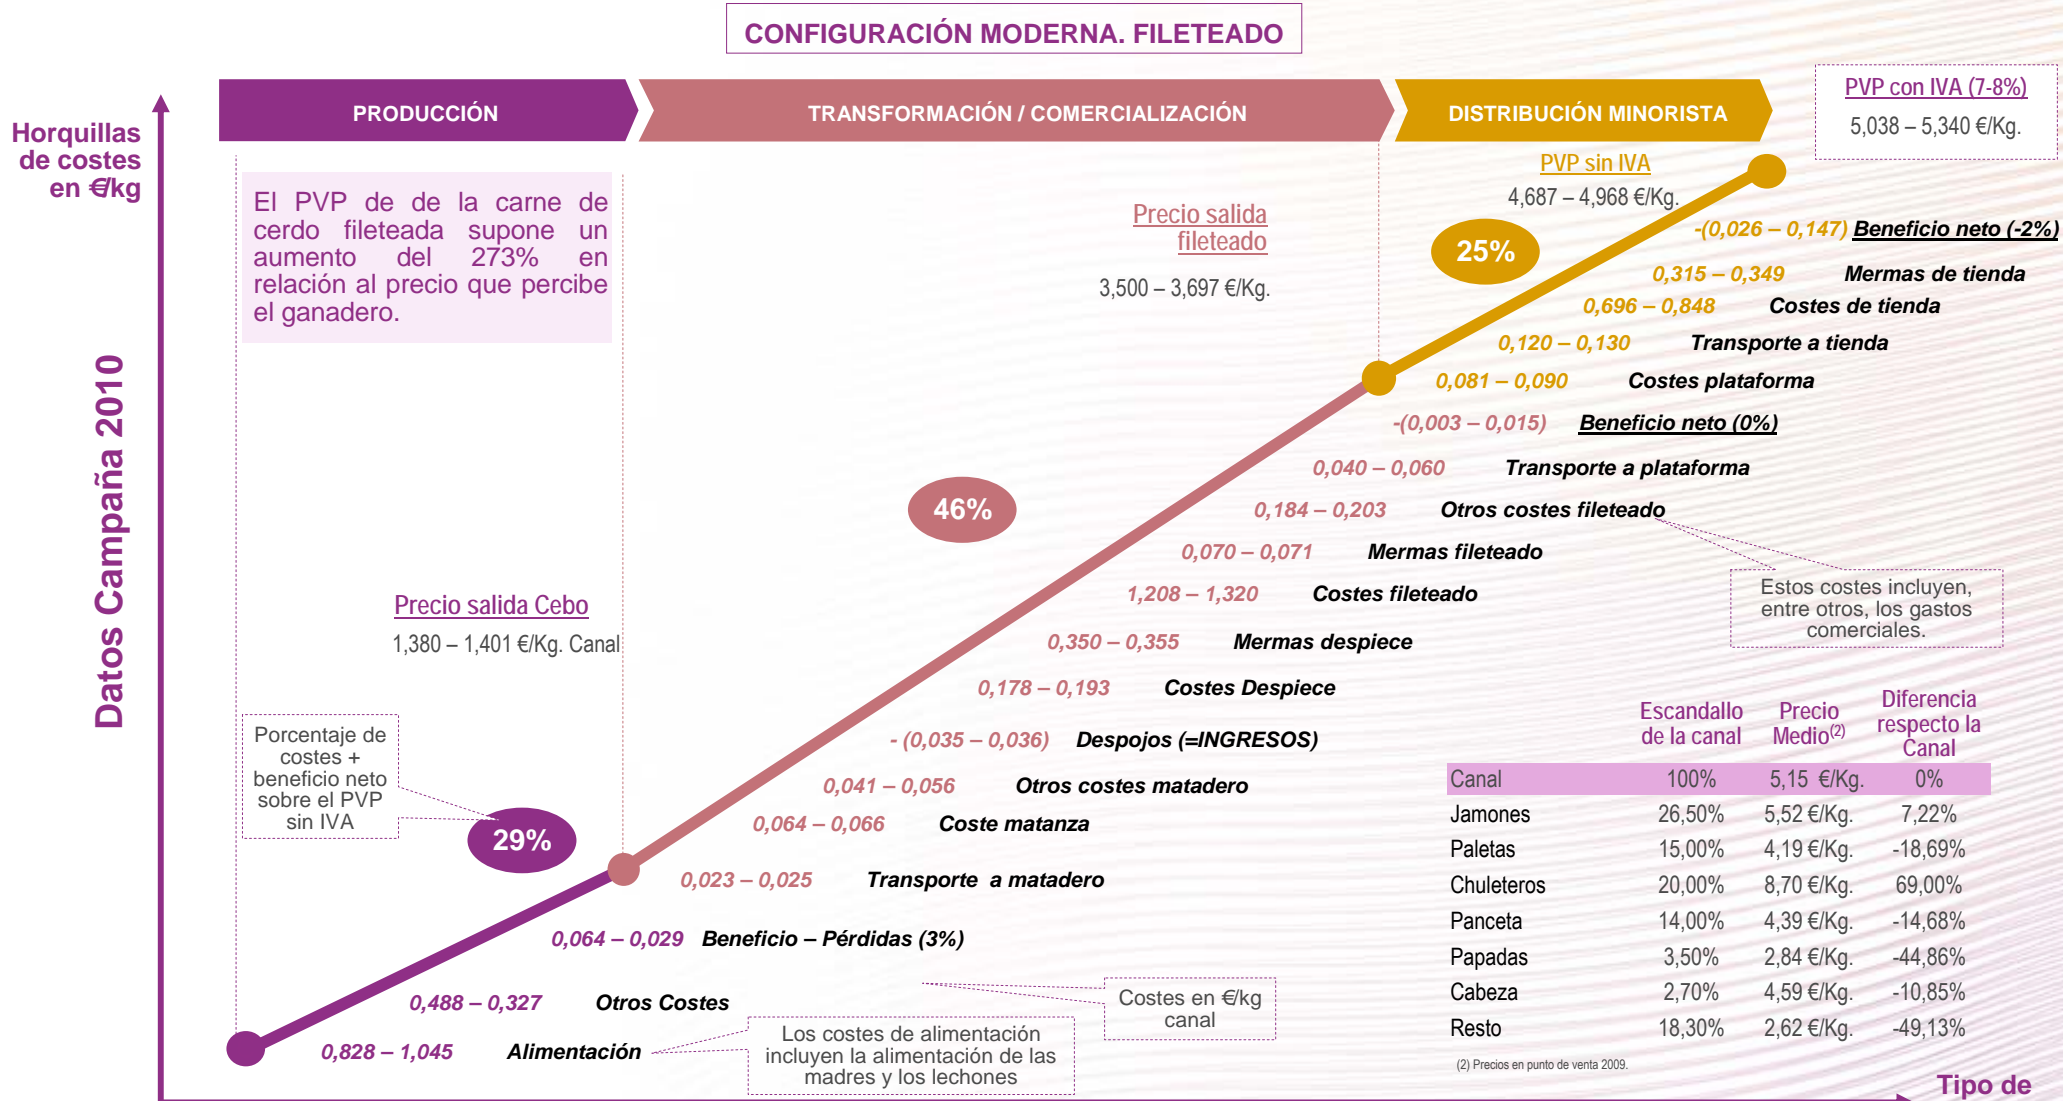 CONFIGURACIÓN MODERNA. FILETEADO
PRODUCCIÓN
TRANSFORMACIÓN / COMERCIALIZACIÓN
DISTRIBUCIÓN MINORISTA
PVP con IVA (7-8%)
5,038 – 5,340 €/Kg.
Horquillas
de costes
en €/kg
Datos Campaña 2010
El PVP de de la carne de
cerdo fileteada supone un
aumento del 273% en
relación al precio que percibe
el ganadero.
PVP sin IVA
4,687 – 4,968 €/Kg.
Precio salida
fileteado
3,500 – 3,697 €/Kg.
25%
-(0,026 – 0,147) Beneficio neto (-2%)
0,315 – 0,349 Mermas de tienda
0,696 – 0,848 Costes de tienda
0,120 – 0,130 Transporte a tienda
0,081 – 0,090 Costes plataforma
-(0,003 – 0,015) Beneficio neto (0%)
0,040 – 0,060 Transporte a plataforma
46%
0,184 – 0,203 Otros costes fileteado
0,070 – 0,071 Mermas fileteado
1,208 – 1,320 Costes fileteado
Estos costes incluyen,
entre otros, los gastos
comerciales.
Precio salida Cebo
1,380 – 1,401 €/Kg. Canal
0,350 – 0,355 Mermas despiece
0,178 – 0,193 Costes Despiece
- (0,035 – 0,036) Despojos (=INGRESOS)
0,041 – 0,056 Otros costes matadero
0,064 – 0,066 Coste matanza
0,023 – 0,025 Transporte a matadero
Porcentaje de
costes +
beneficio neto
sobre el PVP
sin IVA
29%
0,064 – 0,029 Beneficio – Pérdidas (3%)
0,488 – 0,327 Otros Costes
0,828 – 1,045 Alimentación
Costes en €/kg
canal
Los costes de alimentación
incluyen la alimentación de las
madres y los lechones
Escandallo
de la canal
Precio
Medio(2)
Diferencia
respecto la
Canal
Canal 100% 5,15 €/Kg. 0%
Jamones 26,50% 5,52 €/Kg. 7,22%
Paletas 15,00% 4,19 €/Kg. -18,69%
Chuleteros 20,00% 8,70 €/Kg. 69,00%
Panceta 14,00% 4,39 €/Kg. -14,68%
Papadas 3,50% 2,84 €/Kg. -44,86%
Cabeza 2,70% 4,59 €/Kg. -10,85%
Resto 18,30% 2,62 €/Kg. -49,13%
(2) Precios en punto de venta 2009.
Tipo de